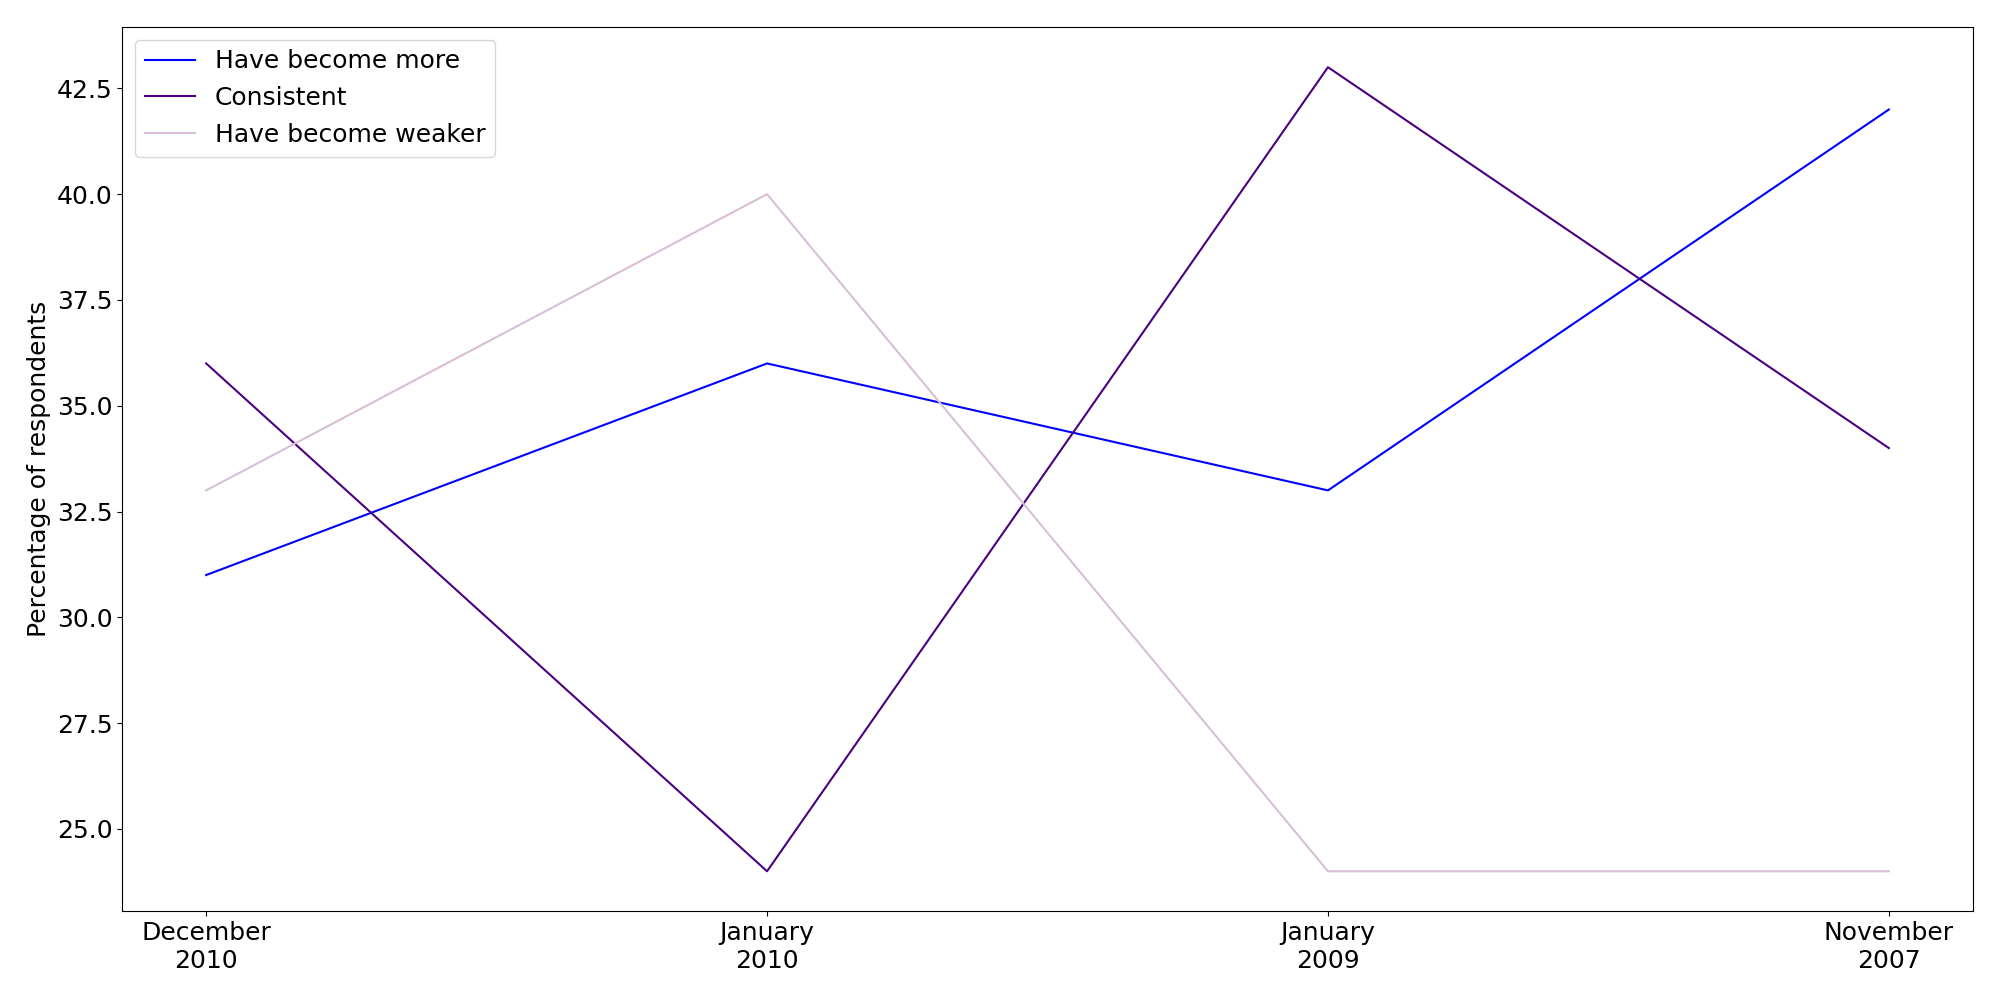 Have become more
Consistent
Have become weaker
Percentage of respondents
42.5
40.0
37.5
35.0
32.5
30.0
27.5
25.0
December
2010
January
2010
January
2009
November
2007